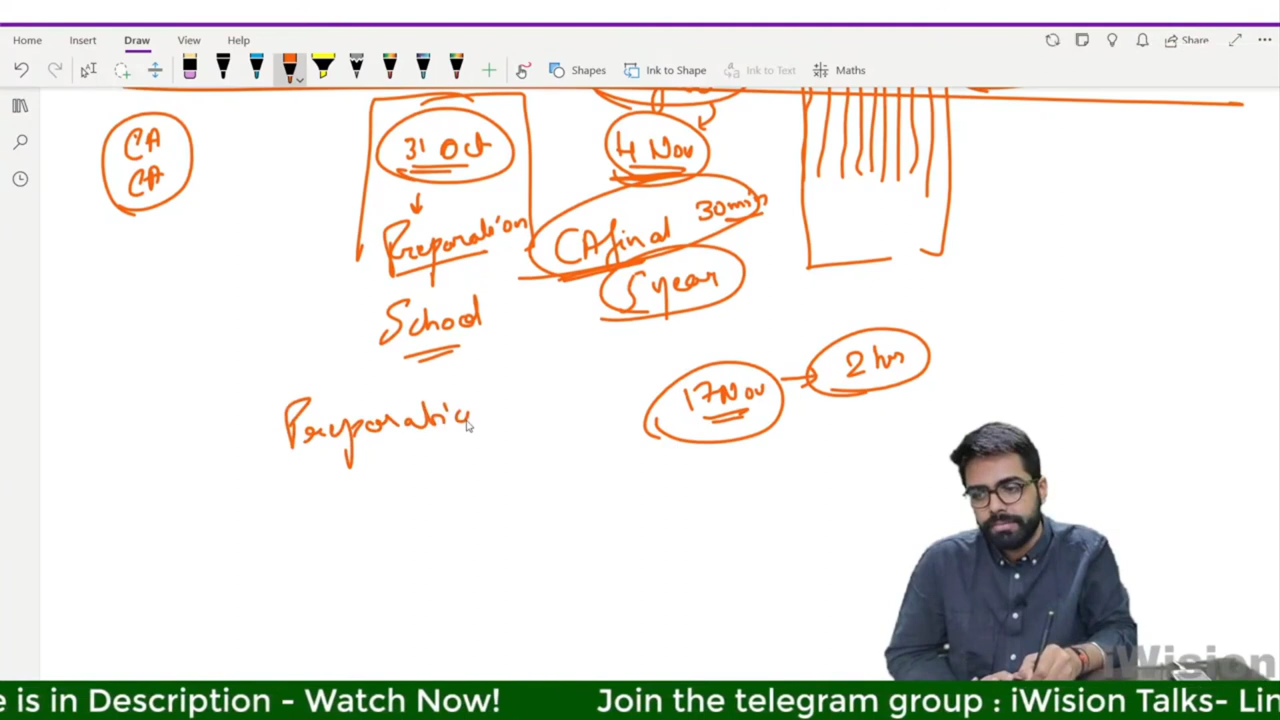 Home Insert Draw View Help Share
Shapes Ink to Shape Ink to Text Maths
CA
CA
31 Oct
4 Nov
Preparation
30 min
CA final
5 year
School
2 hrs
17 Nov
Preparatio
iWision
e is in Description - Watch Now! Join the telegram group : iWision Talks- Lin